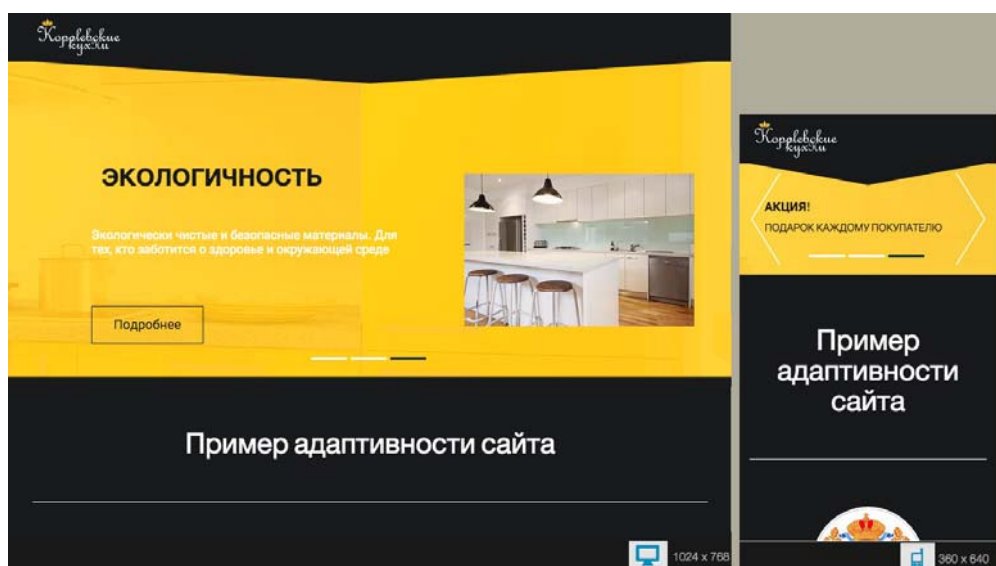 Королевские
кухни
ЭКОЛОГИЧНОСТЬ
Экологически чистые и безопасные материалы. Для
тех, кто заботится о здоровье и окружающей среде
Подробнее
Пример адаптивности сайта
1024 x 768
Королевские
кухни
АКЦИЯ!
ПОДАРОК КАЖДОМУ ПОКУПАТЕЛЮ
Пример
адаптивности
сайта
360 x 640